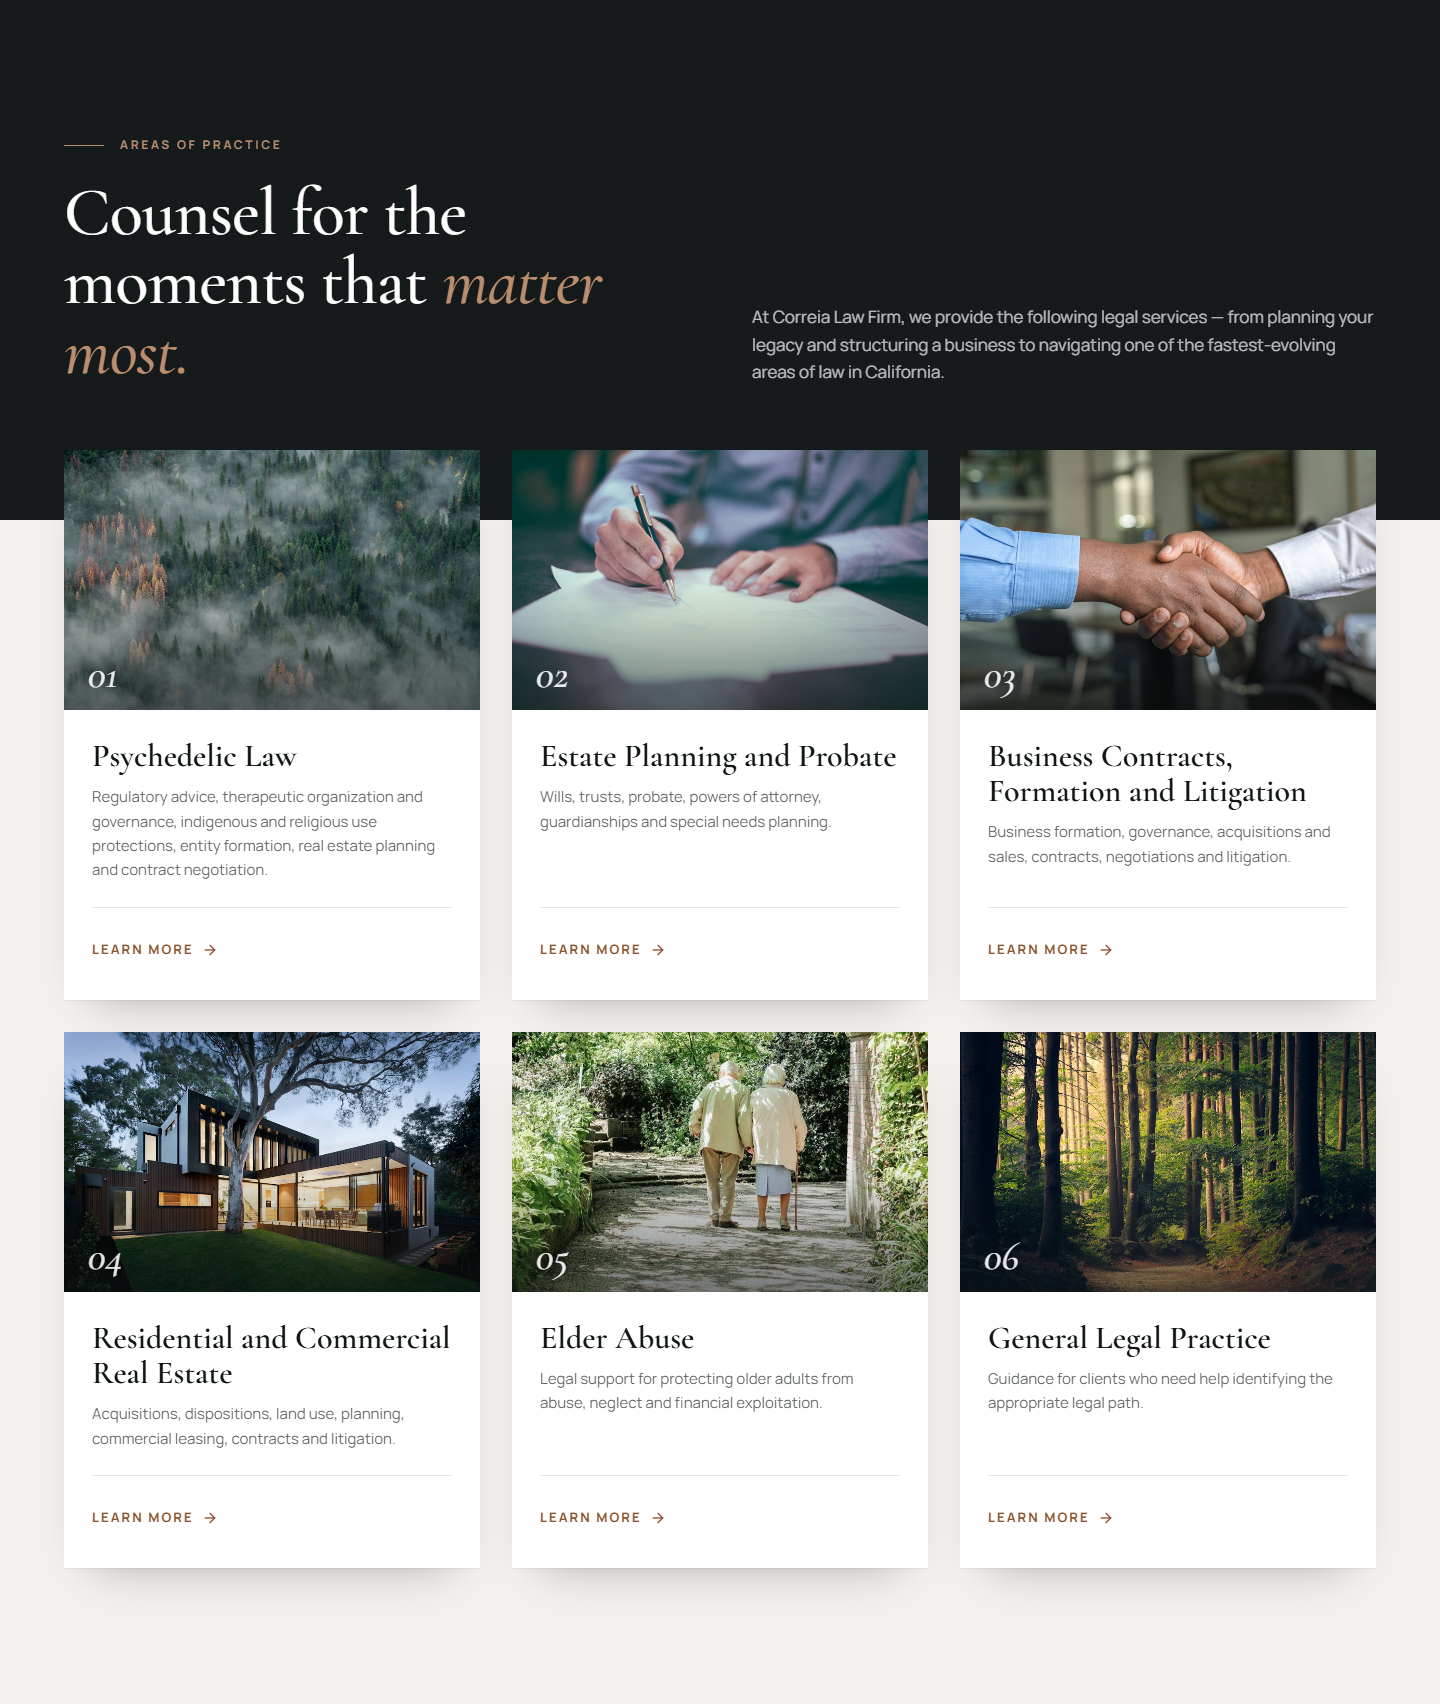 AREAS OF PRACTICE
Counsel for the
moments that matter
most.
At Correia Law Firm, we provide the following legal services — from planning your
legacy and structuring a business to navigating one of the fastest-evolving
areas of law in California.
01
Psychedelic Law
Regulatory advice, therapeutic organization and
governance, indigenous and religious use
protections, entity formation, real estate planning
and contract negotiation.
LEARN MORE →
02
Estate Planning and Probate
Wills, trusts, probate, powers of attorney,
guardianships and special needs planning.
LEARN MORE →
03
Business Contracts,
Formation and Litigation
Business formation, governance, acquisitions and
sales, contracts, negotiations and litigation.
LEARN MORE →
04
Residential and Commercial
Real Estate
Acquisitions, dispositions, land use, planning,
commercial leasing, contracts and litigation.
LEARN MORE →
05
Elder Abuse
Legal support for protecting older adults from
abuse, neglect and financial exploitation.
LEARN MORE →
06
General Legal Practice
Guidance for clients who need help identifying the
appropriate legal path.
LEARN MORE →